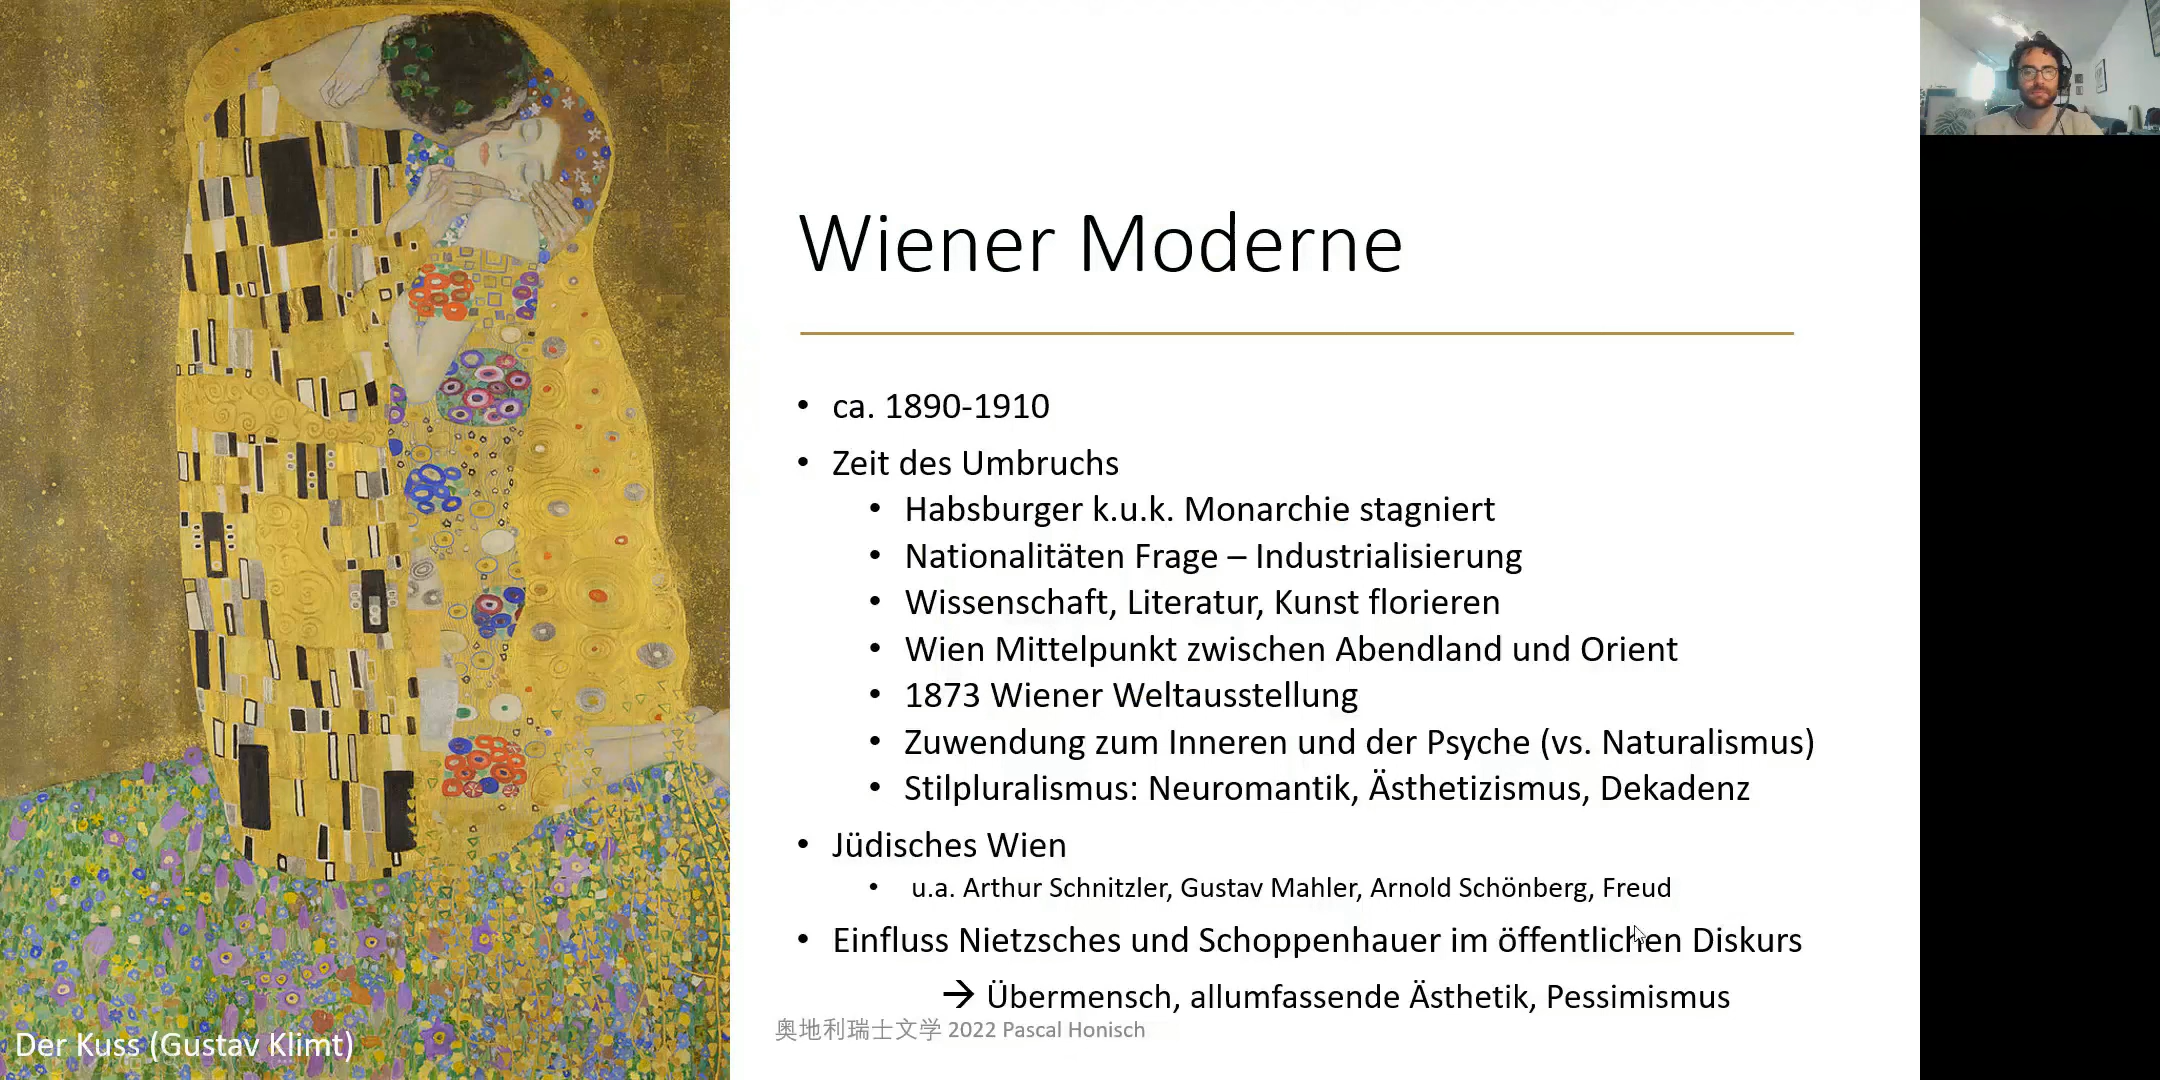 Wiener Moderne
• ca. 1890-1910
• Zeit des Umbruchs
• Habsburger k.u.k. Monarchie stagniert
• Nationalitäten Frage – Industrialisierung
• Wissenschaft, Literatur, Kunst florieren
• Wien Mittelpunkt zwischen Abendland und Orient
• 1873 Wiener Weltausstellung
• Zuwendung zum Inneren und der Psyche (vs. Naturalismus)
• Stilpluralismus: Neuromantik, Ästhetizismus, Dekadenz
• Jüdisches Wien
• u.a. Arthur Schnitzler, Gustav Mahler, Arnold Schönberg, Freud
• Einfluss Nietzsches und Schoppenhauer im öffentlichen Diskurs
→ Übermensch, allumfassende Ästhetik, Pessimismus
奥地利瑞士文学 2022 Pascal Honisch
Der Kuss (Gustav Klimt)